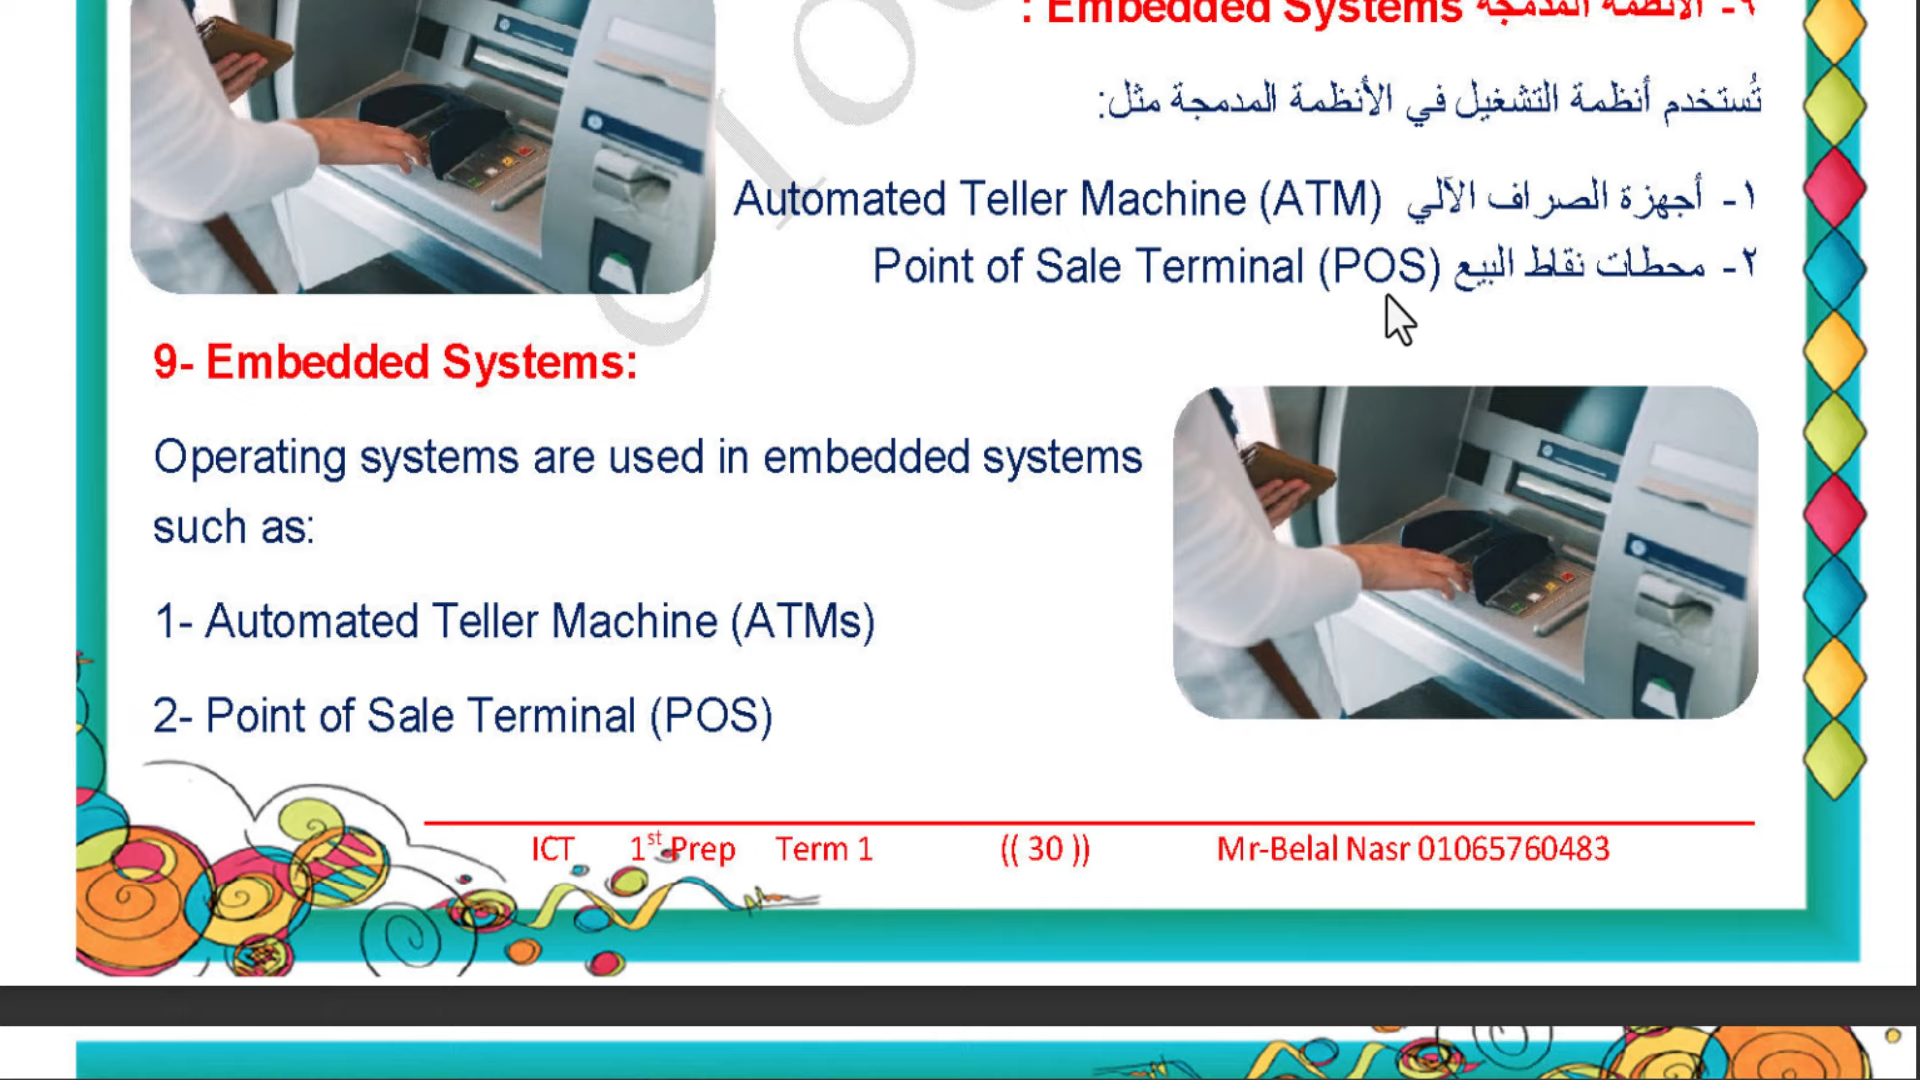 ٩- الأنظمة المدمجة Embedded Systems :
تُستخدم أنظمة التشغيل في الأنظمة المدمجة مثل:
١- أجهزة الصراف الآلي Automated Teller Machine (ATM)
٢- محطات نقاط البيع Point of Sale Terminal (POS)
9- Embedded Systems:
Operating systems are used in embedded systems
such as:
1- Automated Teller Machine (ATMs)
2- Point of Sale Terminal (POS)
ICT 1st Prep Term 1 (( 30 )) Mr-Belal Nasr 01065760483